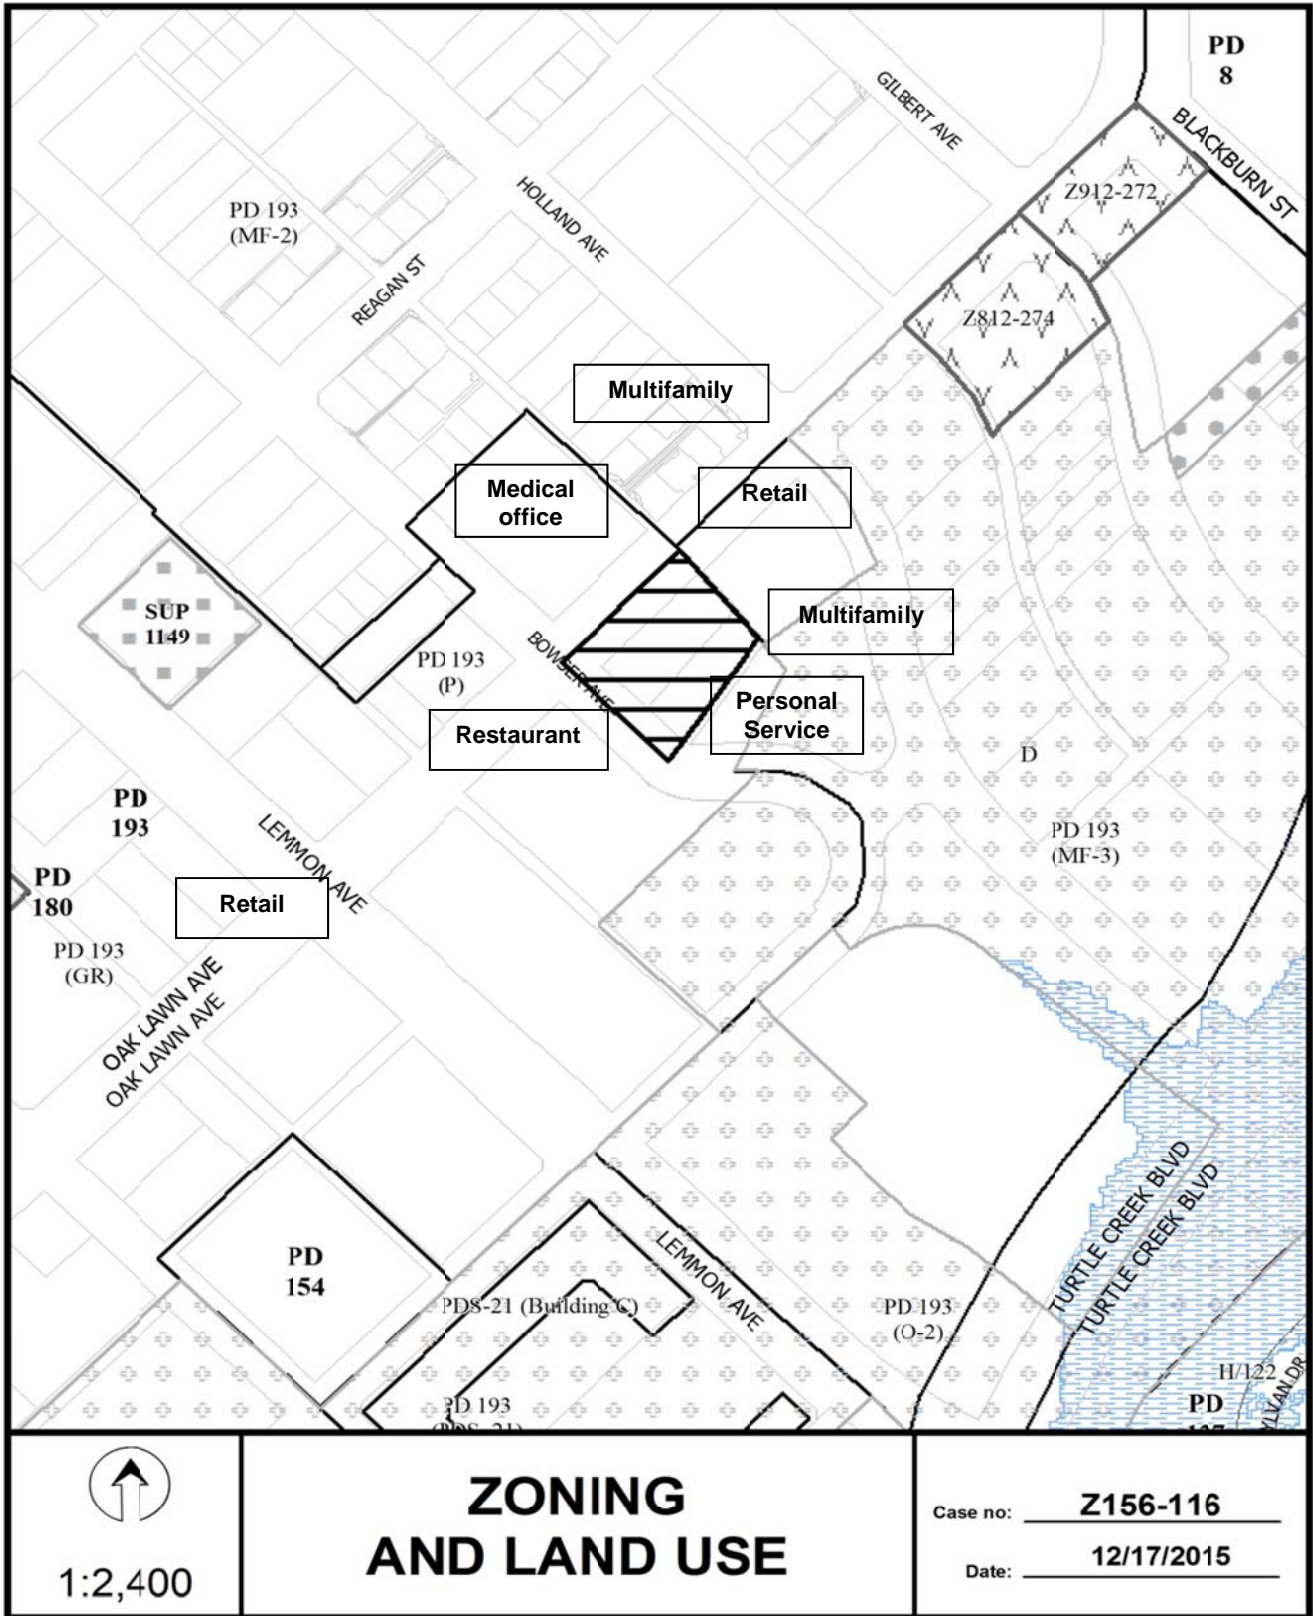 PD
8
GILBERT AVE
BLACKBURN ST
Z912-272
HOLLAND AVE
PD 193
(MF-2)
REAGAN ST
Z812-274
Multifamily
Medical
office
Retail
SUP
1149
Multifamily
BOWSER AVE
PD 193
(P)
Personal
Service
Restaurant
D
PD
193
LEMMON AVE
PD 193
(MF-3)
PD
180
Retail
PD 193
(GR)
OAK LAWN AVE
OAK LAWN AVE
TURTLE CREEK BLVD
TURTLE CREEK BLVD
PD
154
LEMMON AVE
PDS-21 (Building C)
PD 193
(O-2)
H/122
PD 193
PD
1:2,400
ZONING
AND LAND USE
Case no: Z156-116
Date: 12/17/2015